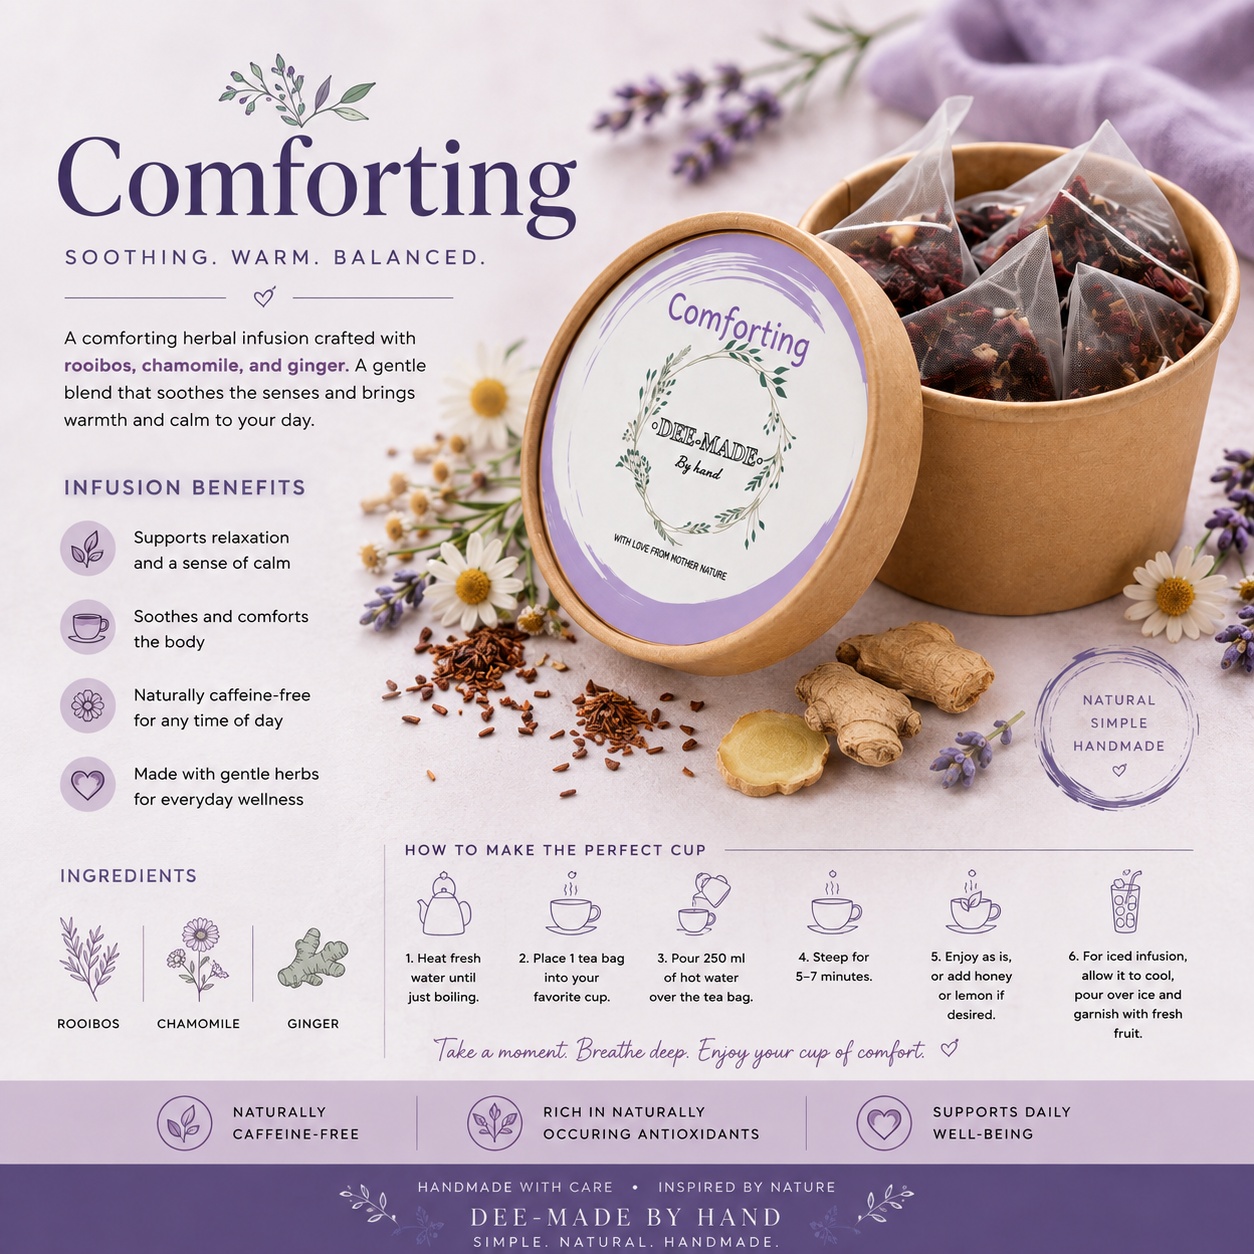 Comforting
SOOTHING. WARM. BALANCED.
A comforting herbal infusion crafted with
rooibos, chamomile, and ginger. A gentle
blend that soothes the senses and brings
warmth and calm to your day.
INFUSION BENEFITS
Supports relaxation
and a sense of calm
Soothes and comforts
the body
Naturally caffeine-free
for any time of day
Made with gentle herbs
for everyday wellness
Comforting
DEE-MADE
By hand
WITH LOVE FROM MOTHER NATURE
NATURAL
SIMPLE
HANDMADE
INGREDIENTS
ROOIBOS
CHAMOMILE
GINGER
HOW TO MAKE THE PERFECT CUP
1. Heat fresh
water until
just boiling.
2. Place 1 tea bag
into your
favorite cup.
3. Pour 250 ml
of hot water
over the tea bag.
4. Steep for
5–7 minutes.
5. Enjoy as is,
or add honey
or lemon if
desired.
6. For iced infusion,
allow it to cool,
pour over ice and
garnish with fresh
fruit.
Take a moment. Breathe deep. Enjoy your cup of comfort.
NATURALLY
CAFFEINE-FREE
RICH IN NATURALLY
OCCURING ANTIOXIDANTS
SUPPORTS DAILY
WELL-BEING
HANDMADE WITH CARE • INSPIRED BY NATURE
DEE-MADE BY HAND
SIMPLE. NATURAL. HANDMADE.